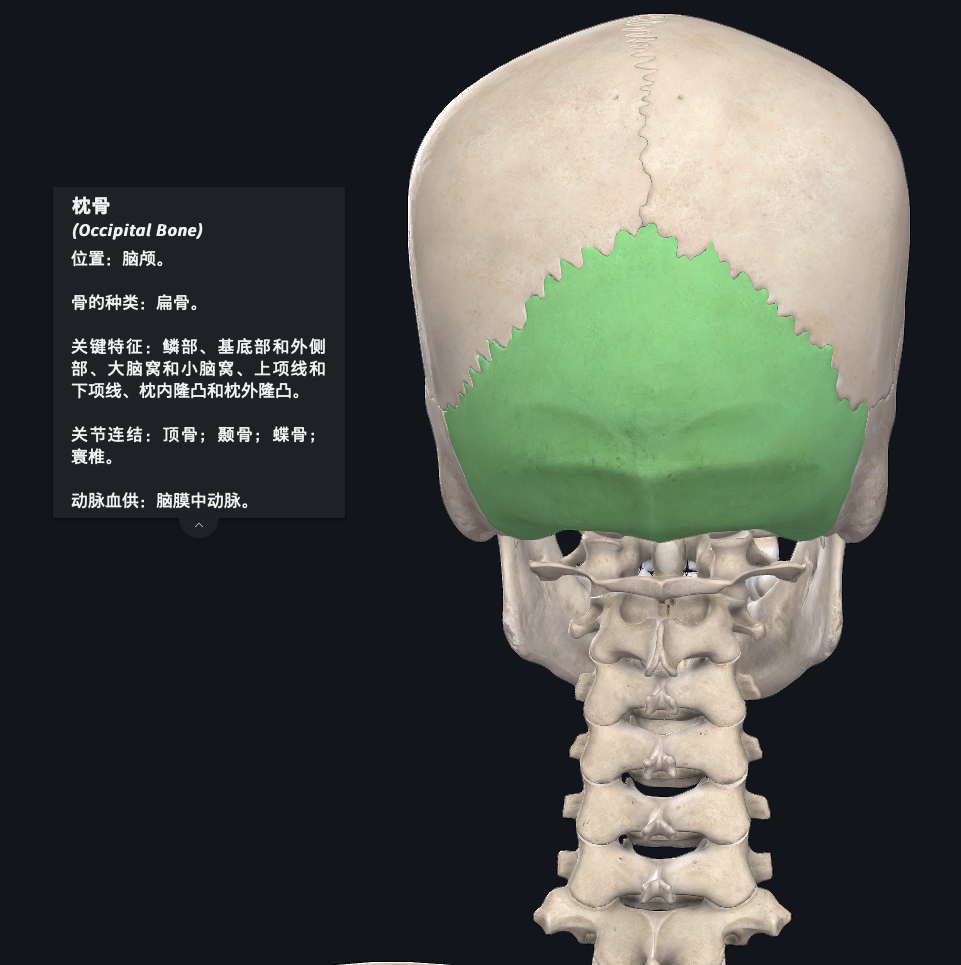 枕骨
(Occipital Bone)
位置：脑颅。
骨的种类：扁骨。
关键特征：鳞部、基底部和外侧
部、大脑窝和小脑窝、上项线和
下项线、枕内隆凸和枕外隆凸。
关节连结：顶骨；颞骨；蝶骨；
寰椎。
动脉血供：脑膜中动脉。